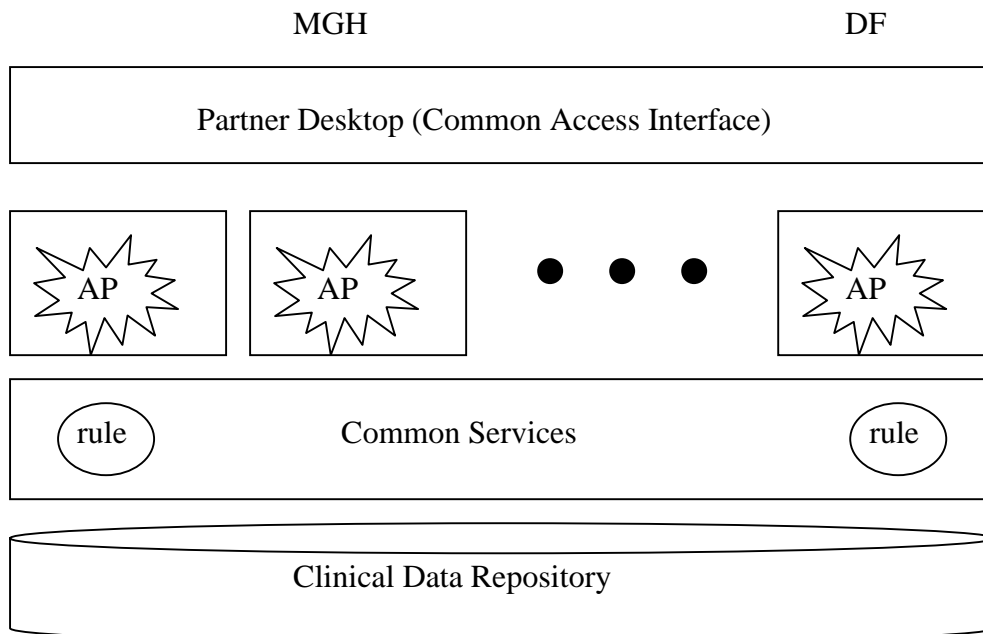 MGH DF
Partner Desktop (Common Access Interface)
AP AP AP
rule Common Services rule
Clinical Data Repository